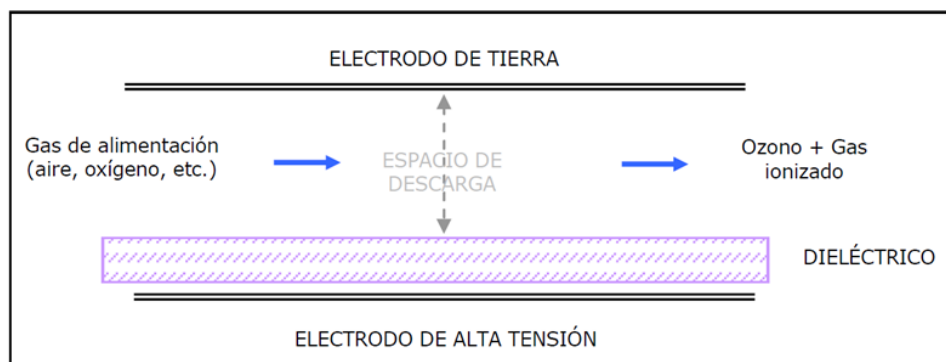 ELECTRODO DE TIERRA
Gas de alimentación
(aire, oxígeno, etc.)
ESPACIO DE
DESCARGA
Ozono + Gas
ionizado
DIELÉCTRICO
ELECTRODO DE ALTA TENSIÓN